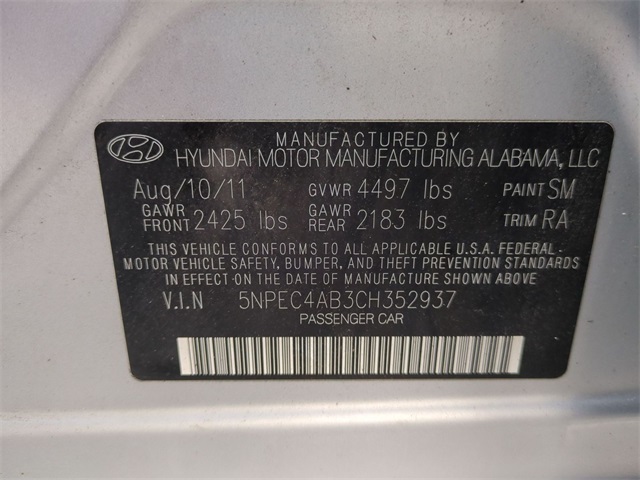 MANUFACTURED BY
HYUNDAI MOTOR MANUFACTURING ALABAMA, LLC
Aug/10/11 GVWR 4497 lbs PAINT SM
GAWR FRONT 2425 lbs GAWR REAR 2183 lbs TRIM RA
THIS VEHICLE CONFORMS TO ALL APPLICABLE U.S.A. FEDERAL-
MOTOR VEHICLE SAFETY, BUMPER, AND THEFT PREVENTION STANDARDS
IN EFFECT ON THE DATE OF MANUFACTURE SHOWN ABOVE
V.I.N 5NPEC4AB3CH352937
PASSENGER CAR